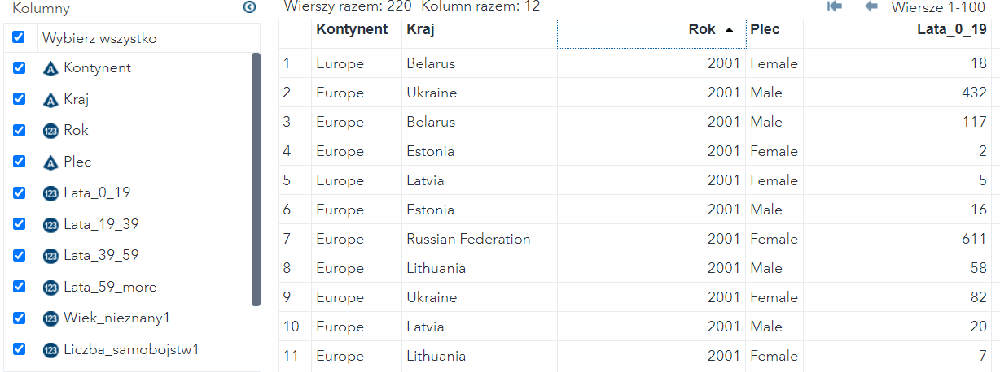 Kolumny
Wybierz wszystko
Kontynent
Kraj
Rok
Plec
Lata_0_19
Lata_19_39
Lata_39_59
Lata_59_more
Wiek_nieznany1
Liczba_samobojstw1
Wierszy razem: 220 Kolumn razem: 12 Wiersze 1-100
Kontynent Kraj Rok Plec Lata_0_19
1 Europe Belarus 2001 Female 18
2 Europe Ukraine 2001 Male 432
3 Europe Belarus 2001 Male 117
4 Europe Estonia 2001 Female 2
5 Europe Latvia 2001 Female 5
6 Europe Estonia 2001 Male 16
7 Europe Russian Federation 2001 Female 611
8 Europe Lithuania 2001 Male 58
9 Europe Ukraine 2001 Female 82
10 Europe Latvia 2001 Male 20
11 Europe Lithuania 2001 Female 7